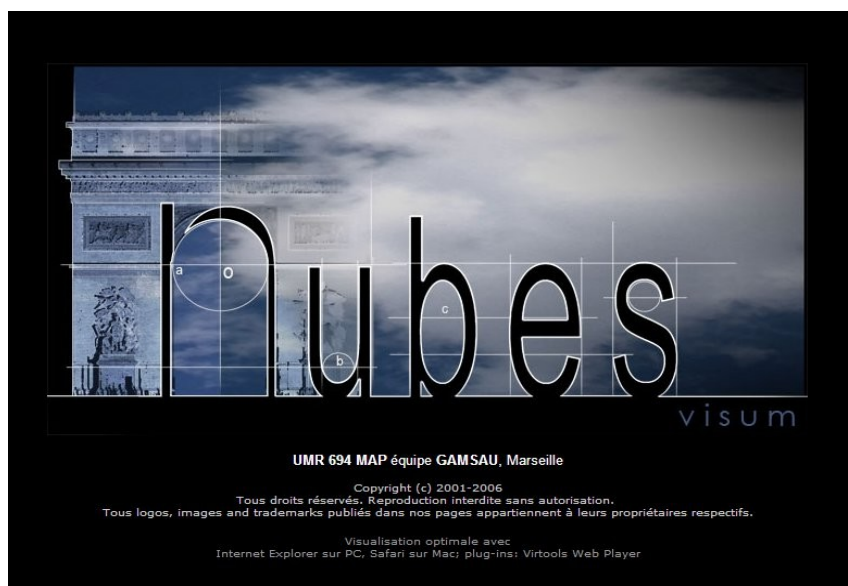 nubes
a
o
b
c
visum
UMR 694 MAP équipe GAMSAU, Marseille
Copyright (c) 2001-2006
Tous droits réservés. Reproduction interdite sans autorisation.
Tous logos, images and trademarks publiés dans nos pages appartiennent à leurs propriétaires respectifs.
Visualisation optimale avec
Internet Explorer sur PC, Safari sur Mac; plug-ins: Virtools Web Player